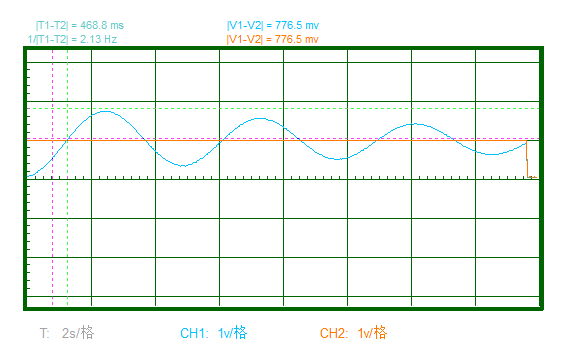 |T1-T2| = 468.8 ms |V1-V2| = 776.5 mv
1/|T1-T2| = 2.13 Hz |V1-V2| = 776.5 mv
T: 2s/格 CH1: 1v/格 CH2: 1v/格